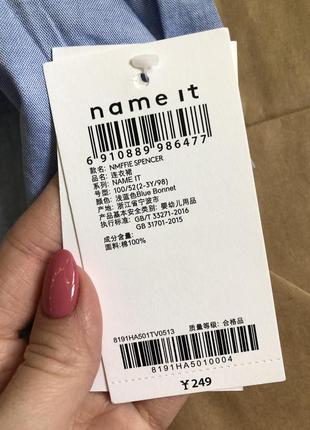 name it
6 910889 986477
款名: NMFFIE SPENCER
品名: 连衣裙
系列: NAME IT
号型: 100/52(2-3Y/98)
颜色: 浅蓝色Blue Bonnet
产地: 浙江省宁波市
产品基本安全类别: 婴幼儿用品
执行标准: GB/T 33271-2016
GB 31701-2015
成分含量:
面料:棉100%
8191HA501TV0513
质量等级: 合格品
8191HA5010004
¥249